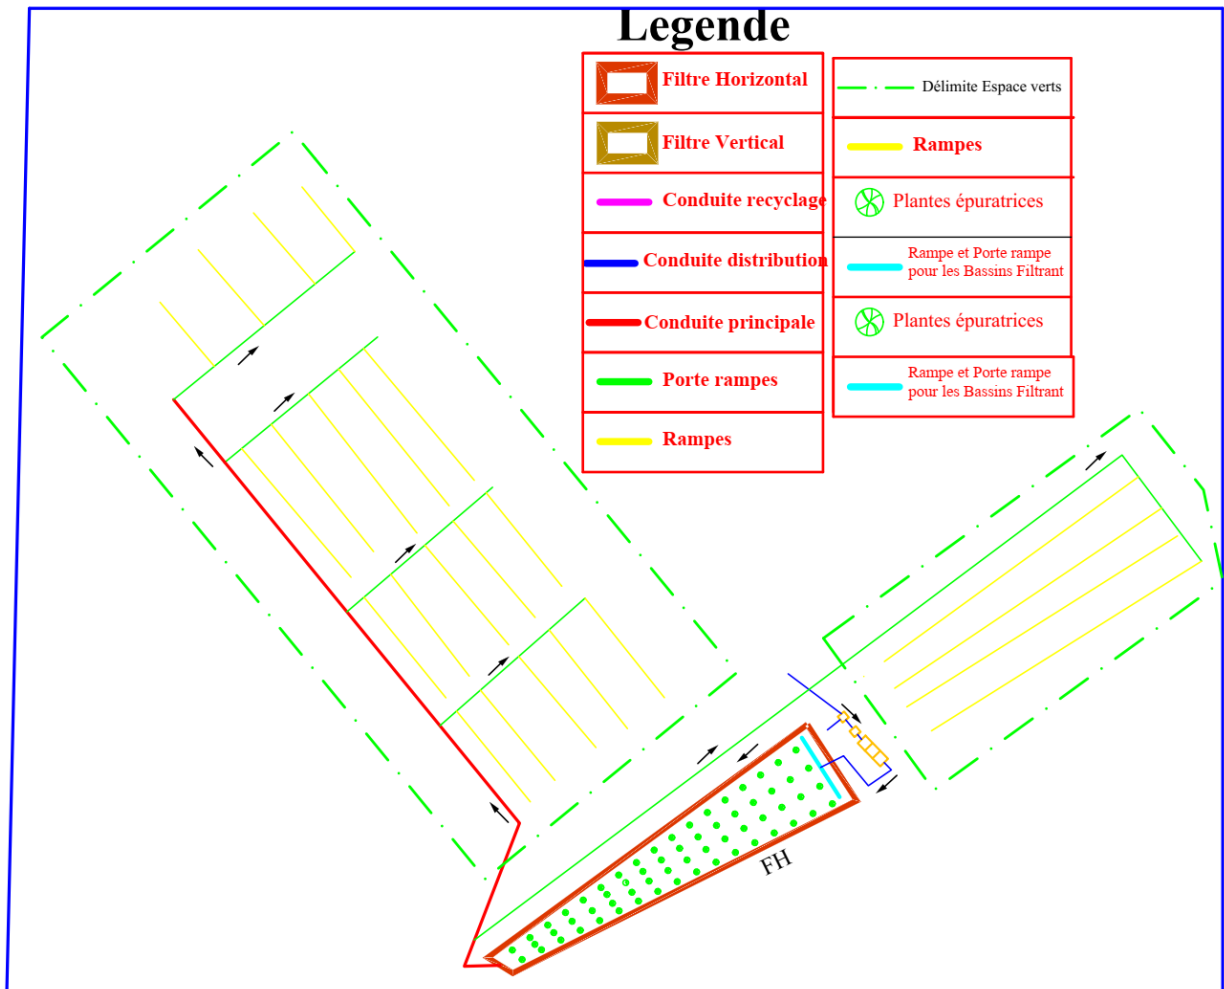 Legende
Filtre Horizontal
Filtre Vertical
Conduite recyclage
Conduite distribution
Conduite principale
Porte rampes
Rampes
Délimite Espace verts
Rampes
Plantes épuratrices
Rampe et Porte rampe
pour les Bassins Filtrant
Plantes épuratrices
Rampe et Porte rampe
pour les Bassins Filtrant
FH